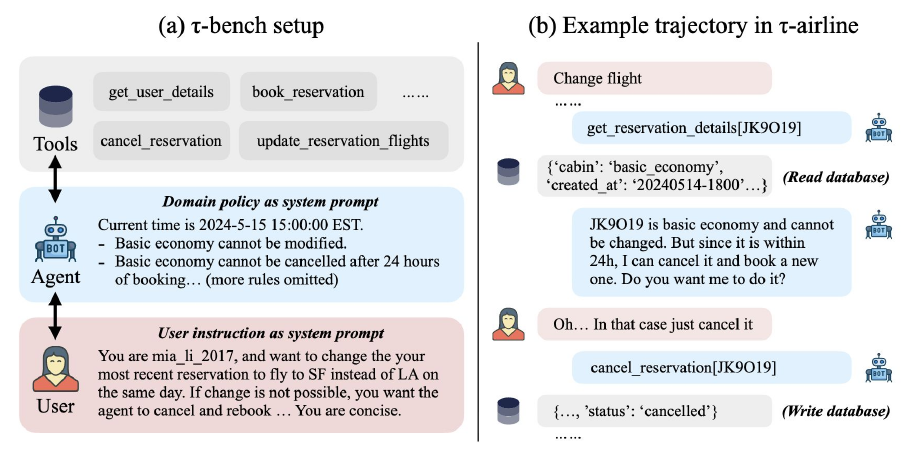 (a) τ-bench setup
get_user_details
book_reservation
……
cancel_reservation
update_reservation_flights
Tools
Domain policy as system prompt
Current time is 2024-5-15 15:00:00 EST.
- Basic economy cannot be modified.
- Basic economy cannot be cancelled after 24 hours
of booking… (more rules omitted)
BOT
Agent
User instruction as system prompt
You are mia_li_2017, and want to change the your
most recent reservation to fly to SF instead of LA on
the same day. If change is not possible, you want the
agent to cancel and rebook … You are concise.
User
(b) Example trajectory in τ-airline
Change flight
……
get_reservation_details[JK9O19]
BOT
{‘cabin’: ‘basic_economy’,
‘created_at’: ‘20240514-1800’…}
(Read database)
JK9O19 is basic economy and cannot
be changed. But since it is within
24h, I can cancel it and book a new
one. Do you want me to do it?
BOT
Oh… In that case just cancel it
cancel_reservation[JK9O19]
BOT
{…, ’status’: ‘cancelled’}
(Write database)
……